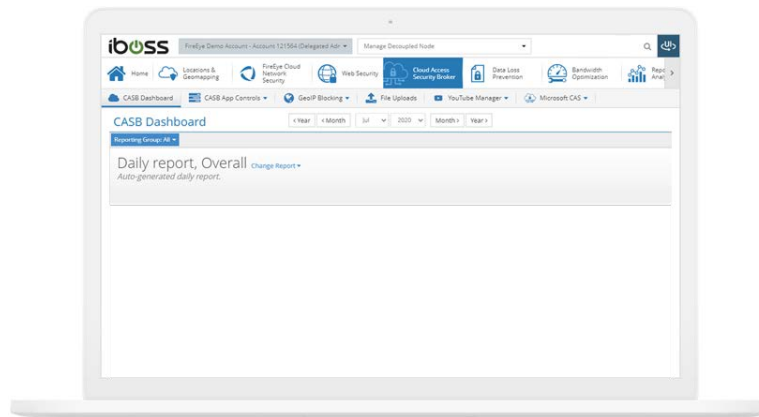 iboss
FireEye Demo Account - Account 121564 (Delegated Adr
Manage Decoupled Node
Home
Locations &
Geomapping
FireEye Cloud
Network
Security
Web Security
Cloud Access
Security Broker
Data Loss
Prevention
Bandwidth
Optimization
CASB Dashboard
CASB App Controls
GeoIP Blocking
File Uploads
YouTube Manager
Microsoft CAS
CASB Dashboard
< Year
< Month
Jul
2020
Month >
Year >
Reporting Group: All
Daily report, Overall Change Report
Auto-generated daily report.